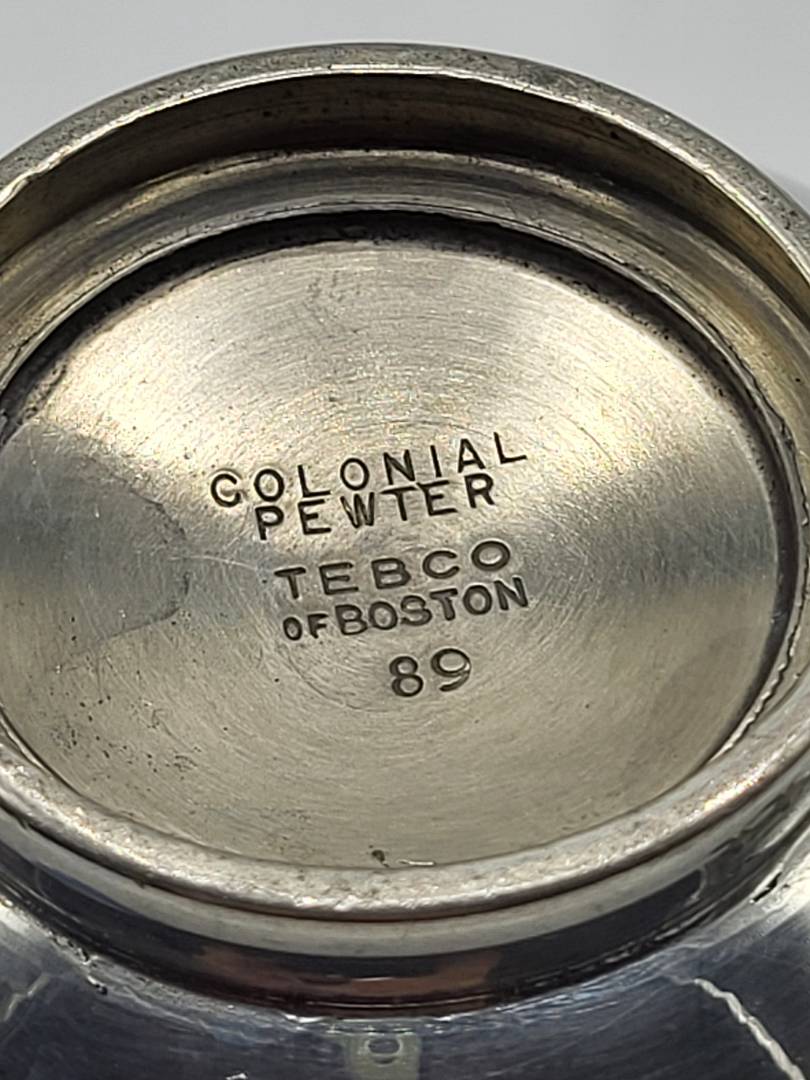 COLONIAL
PEWTER
TEBCO
OF BOSTON
89